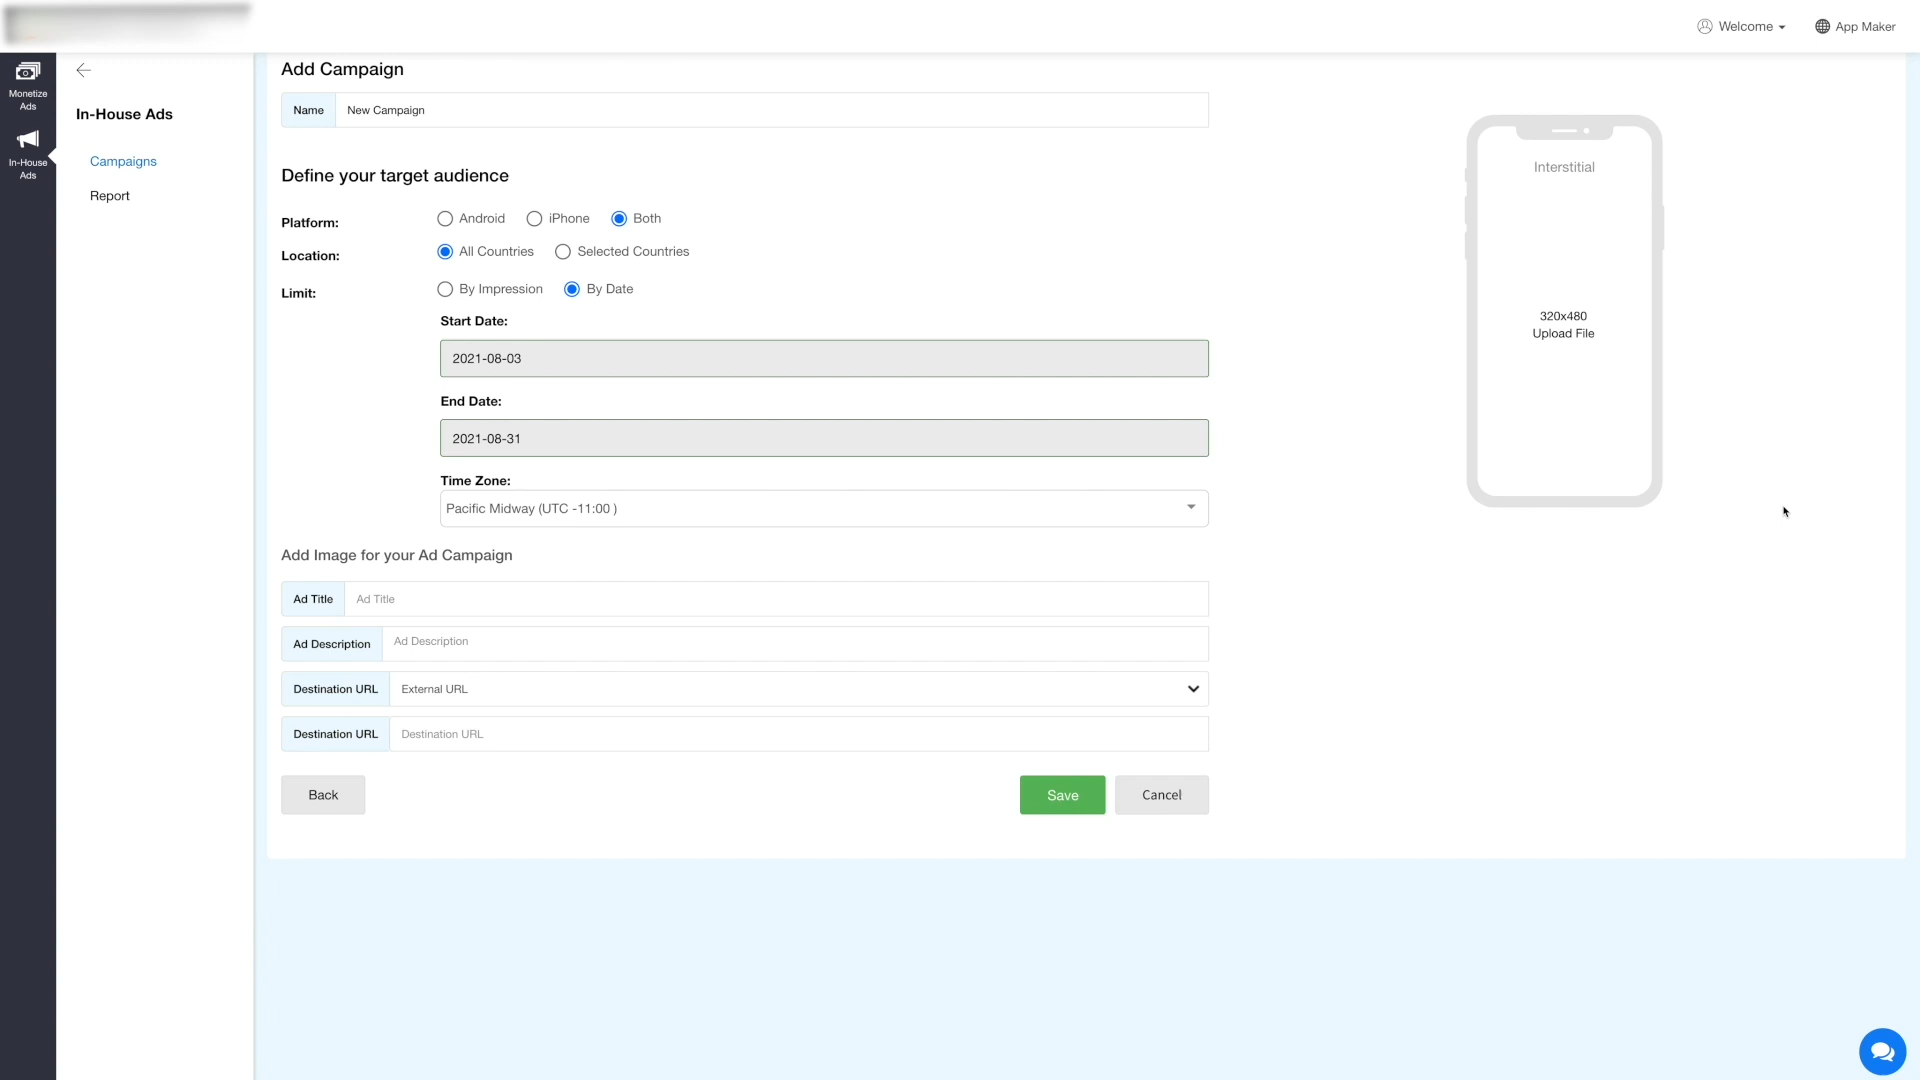 Welcome
App Maker
Monetize
Ads
In-House
Ads
In-House Ads
Campaigns
Report
Add Campaign
Name New Campaign
Define your target audience
Platform: Android iPhone Both
Location: All Countries Selected Countries
Limit: By Impression By Date
Start Date:
2021-08-03
End Date:
2021-08-31
Time Zone:
Pacific Midway (UTC -11:00 )
Add Image for your Ad Campaign
Ad Title Ad Title
Ad Description Ad Description
Destination URL External URL
Destination URL Destination URL
Back Save Cancel
Interstitial
320x480
Upload File